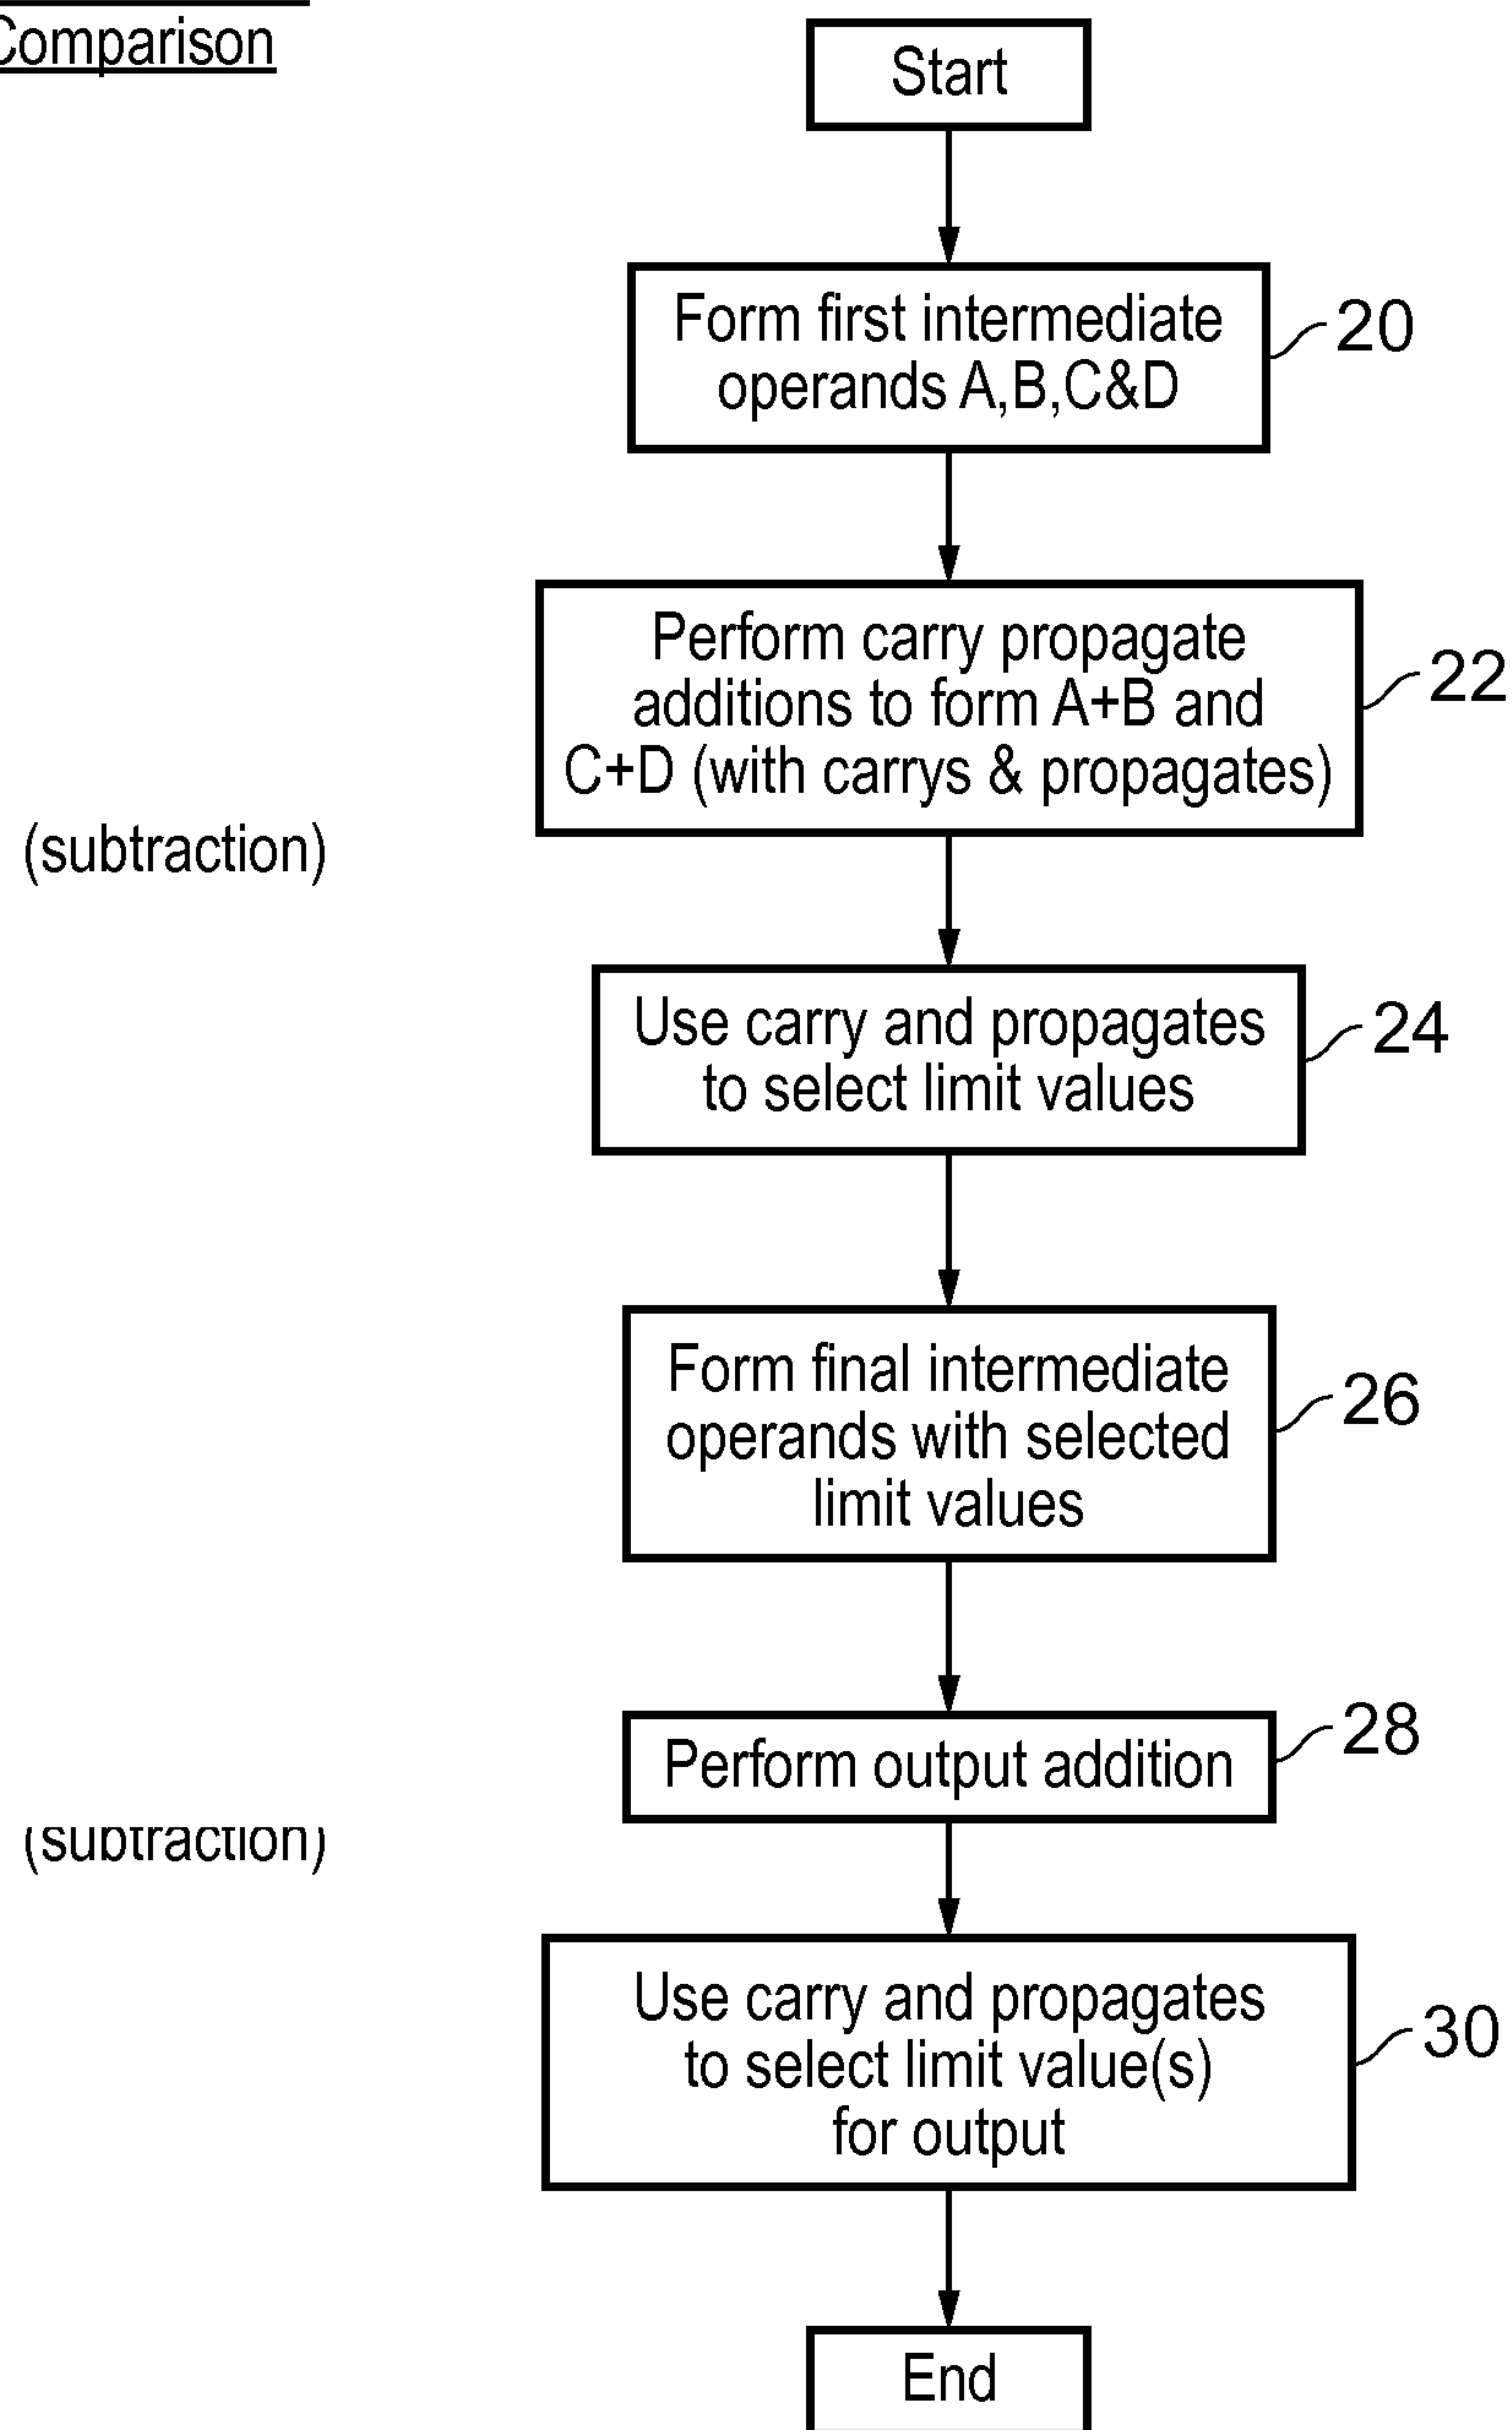 Comparison
Start
Form first intermediate
operands A,B,C&D
20
Perform carry propagate
additions to form A+B and
C+D (with carrys & propagates)
22
(subtraction)
Use carry and propagates
to select limit values
24
Form final intermediate
operands with selected
limit values
26
Perform output addition
28
(subtraction)
Use carry and propagates
to select limit value(s)
for output
30
End